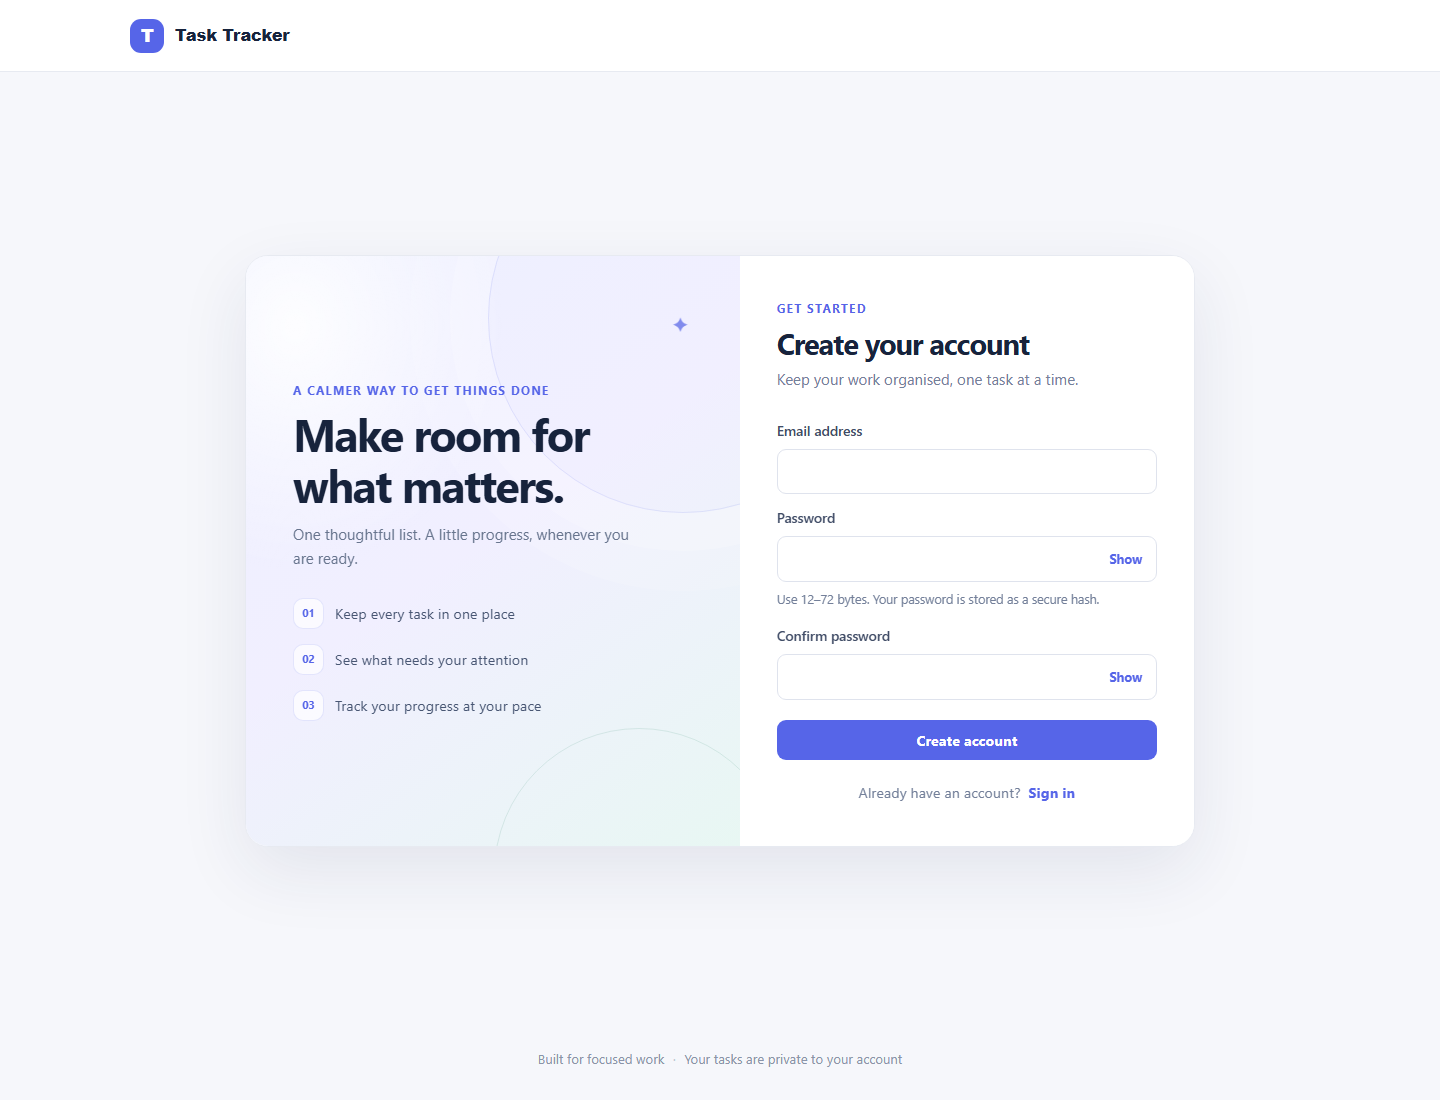 T Task Tracker
A CALMER WAY TO GET THINGS DONE
Make room for
what matters.
One thoughtful list. A little progress, whenever you
are ready.
01 Keep every task in one place
02 See what needs your attention
03 Track your progress at your pace
GET STARTED
Create your account
Keep your work organised, one task at a time.
Email address
Password
Show
Use 12–72 bytes. Your password is stored as a secure hash.
Confirm password
Show
Create account
Already have an account? Sign in
Built for focused work · Your tasks are private to your account